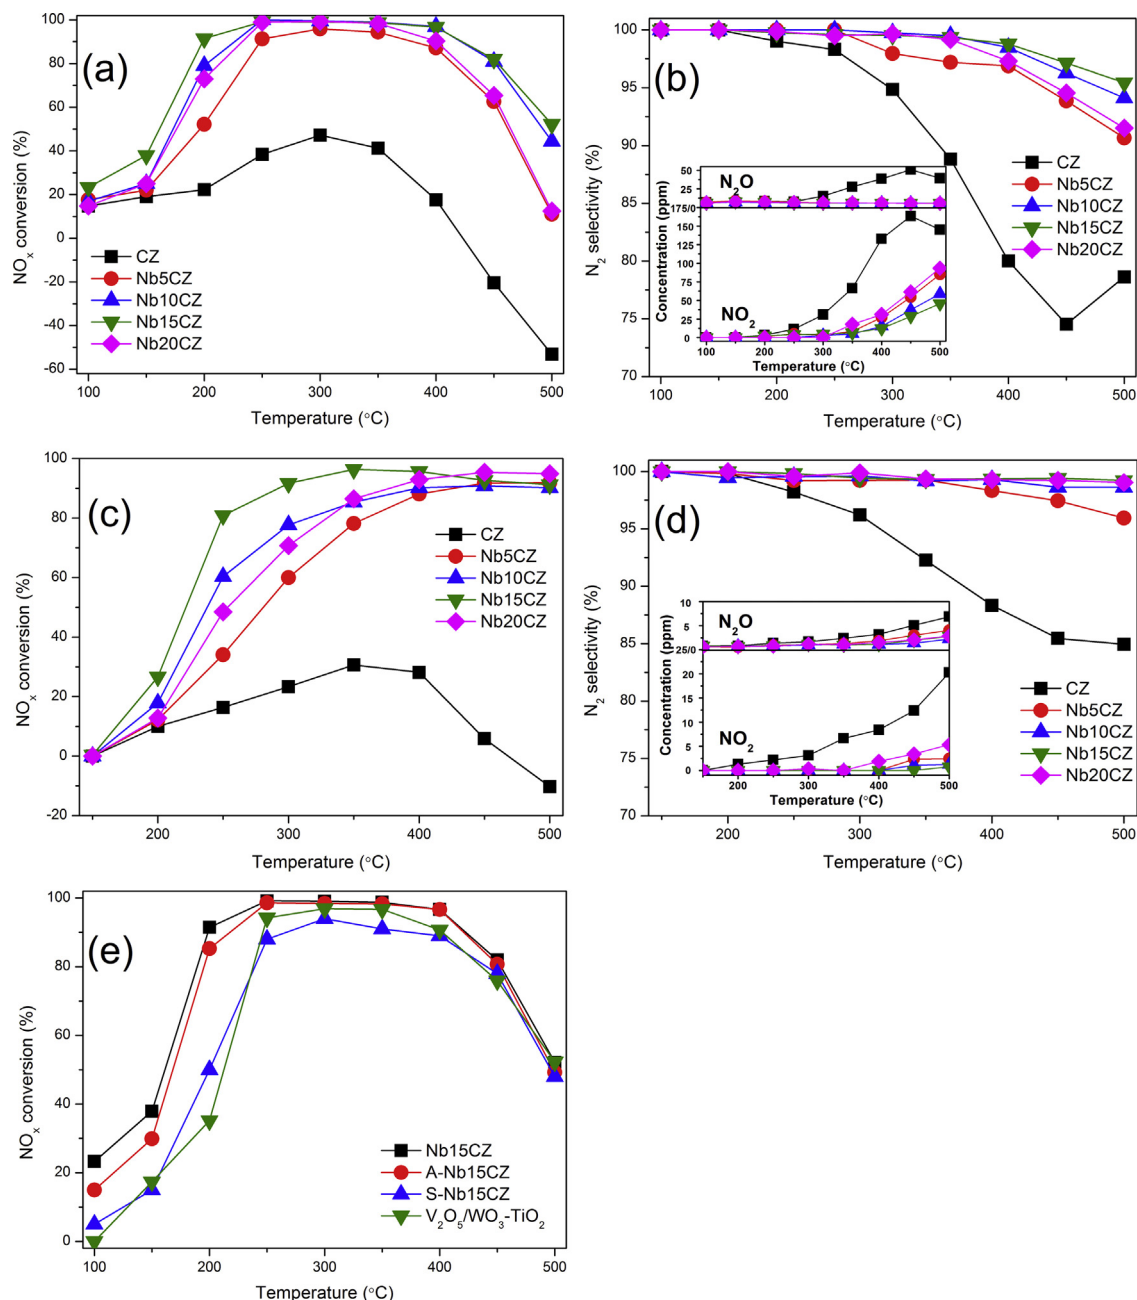 (a)
NOx conversion (%)
100
80
60
40
20
0
-20
-40
-60
CZ
Nb5CZ
Nb10CZ
Nb15CZ
Nb20CZ
100 200 300 400 500
Temperature (°C)
(b)
N2 selectivity (%)
100
95
90
85
80
75
70
CZ
Nb5CZ
Nb10CZ
Nb15CZ
Nb20CZ
Concentration (ppm)
N2O
50
25
175/0
150
125
100
75
50
25
0
NO2
100 150 200 250 300 350 400 450 500
Temperature (°C)
100 200 300 400 500
Temperature (°C)
(c)
NOx conversion (%)
100
80
60
40
20
0
-20
CZ
Nb5CZ
Nb10CZ
Nb15CZ
Nb20CZ
200 300 400 500
Temperature (°C)
(d)
N2 selectivity (%)
100
95
90
85
80
75
70
Concentration (ppm)
N2O
10
5
25/0
20
15
10
5
0
NO2
200 250 300 350 400 450 500
Temperature (°C)
CZ
Nb5CZ
Nb10CZ
Nb15CZ
Nb20CZ
200 300 400 500
Temperature (°C)
(e)
NOx conversion (%)
100
80
60
40
20
0
Nb15CZ
A-Nb15CZ
S-Nb15CZ
V2O5/WO3-TiO2
100 200 300 400 500
Temperature (°C)